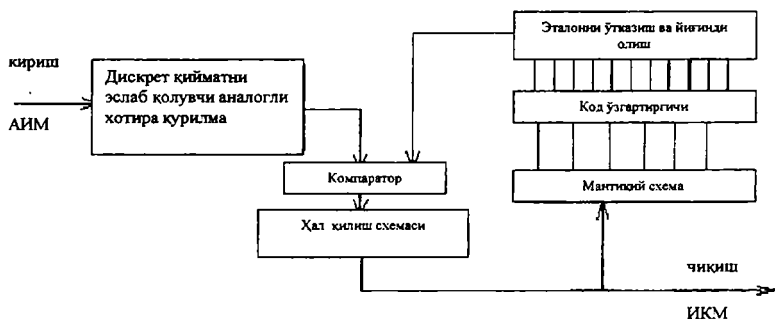 Эталонни ўтказиш ва йиғинди
олиш
кириш
Дискрет қийматни
эслаб қолувчи аналогли
хотира қурилма
АИМ
Код ўзгартиргичи
Компаратор
Мантиқий схема
Ҳал қилиш схемаси
чиқиш
ИКМ